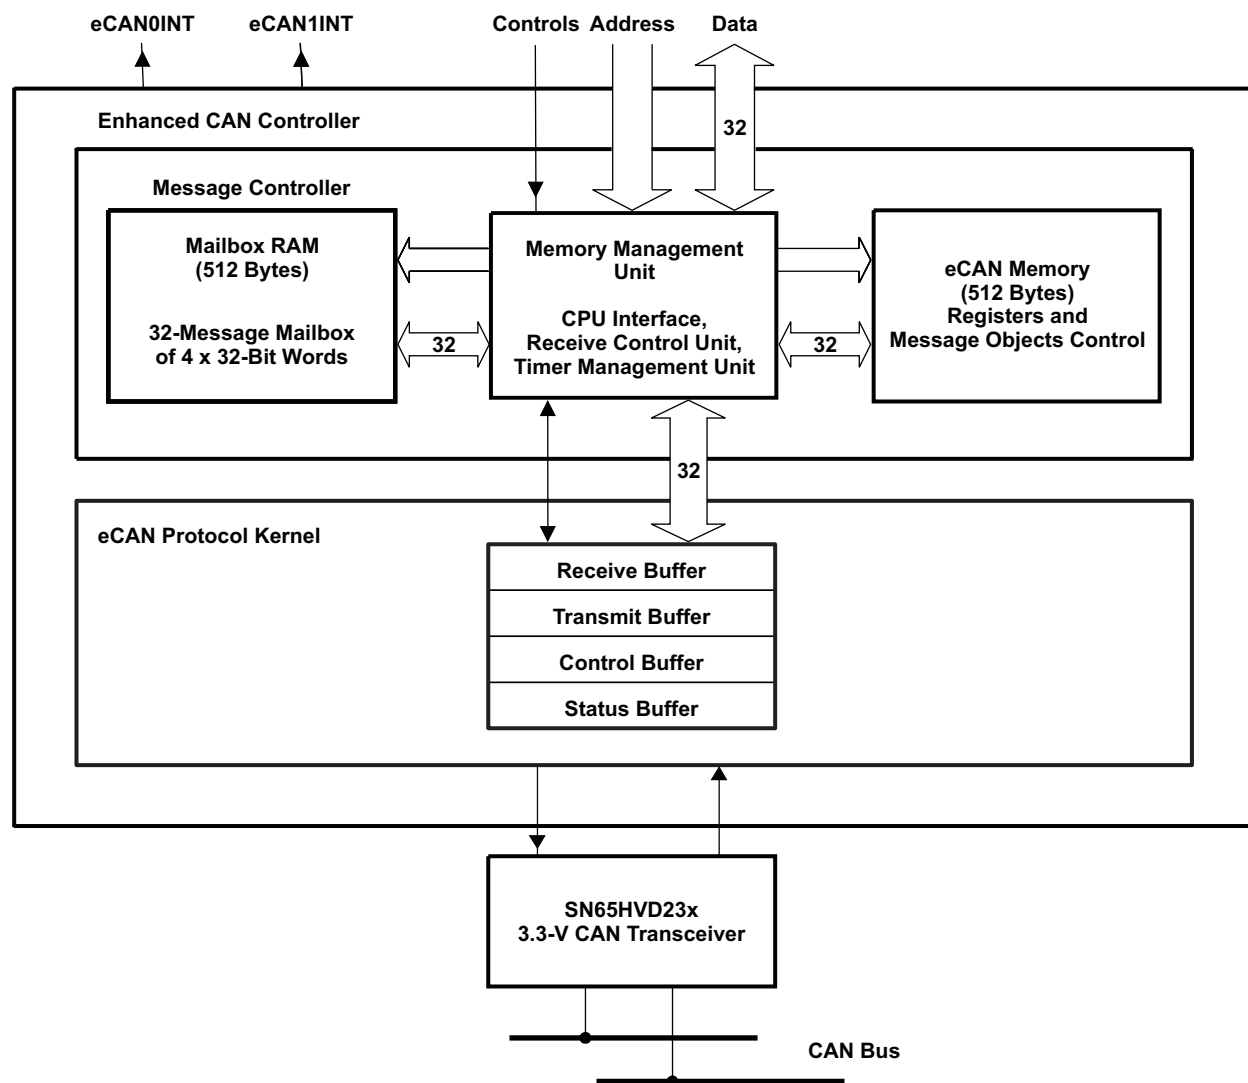 eCAN0INT
eCAN1INT
Controls
Address
Data
32
Enhanced CAN Controller
Message Controller
Mailbox RAM
(512 Bytes)
32-Message Mailbox
of 4 x 32-Bit Words
32
Memory Management
Unit
CPU Interface,
Receive Control Unit,
Timer Management Unit
32
eCAN Memory
(512 Bytes)
Registers and
Message Objects Control
32
eCAN Protocol Kernel
Receive Buffer
Transmit Buffer
Control Buffer
Status Buffer
SN65HVD23x
3.3-V CAN Transceiver
CAN Bus